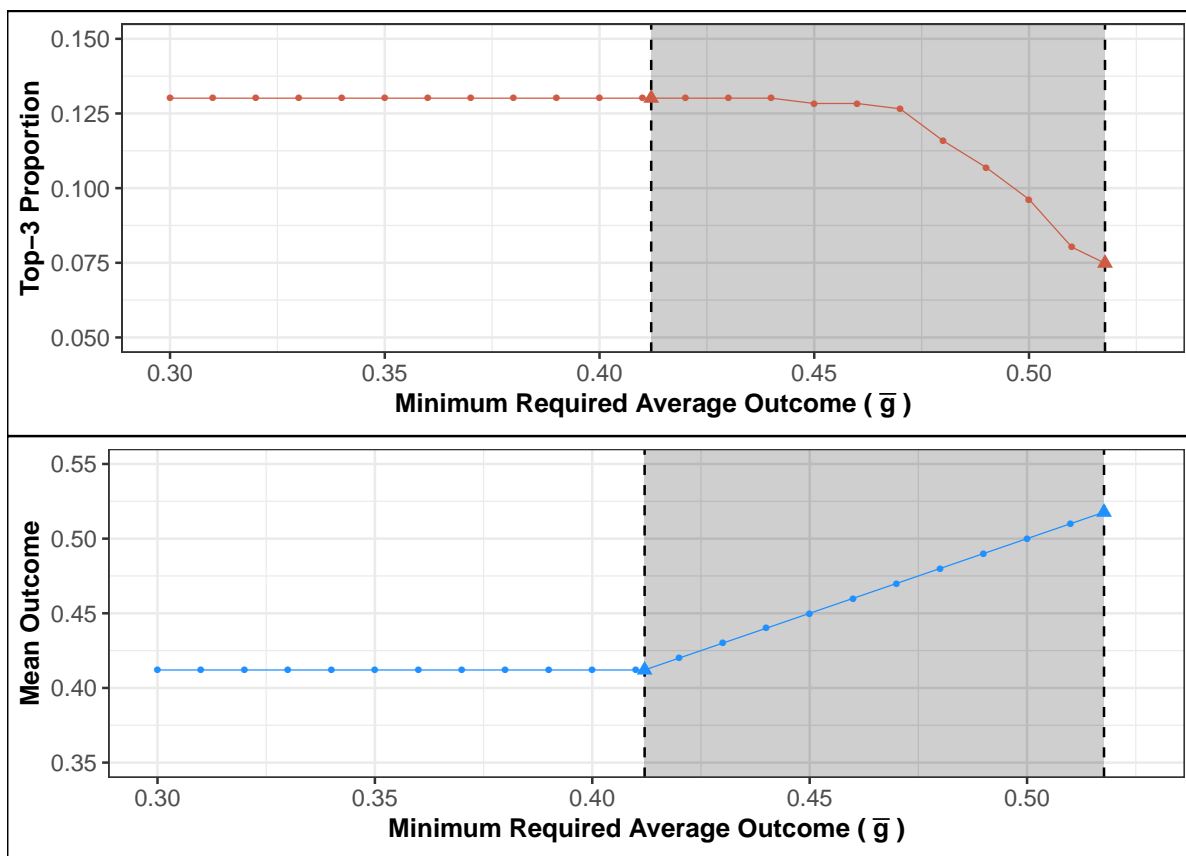 0.150
0.125
0.100
0.075
0.050
Top−3 Proportion
0.30 0.35 0.40 0.45 0.50
Minimum Required Average Outcome ( g̅ )
0.55
0.50
0.45
0.40
0.35
Mean Outcome
0.30 0.35 0.40 0.45 0.50
Minimum Required Average Outcome ( g̅ )